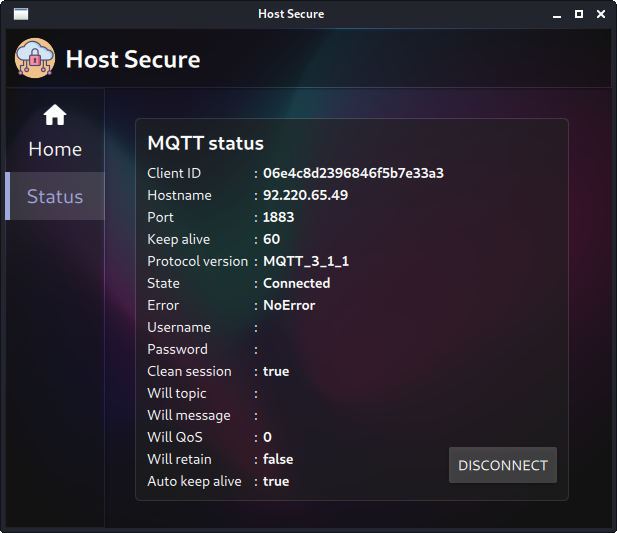 Host Secure
Host Secure
Home
Status
MQTT status
Client ID : 06e4c8d2396846f5b7e33a3
Hostname : 92.220.65.49
Port : 1883
Keep alive : 60
Protocol version : MQTT_3_1_1
State : Connected
Error : NoError
Username :
Password :
Clean session : true
Will topic :
Will message :
Will QoS : 0
Will retain : false
Auto keep alive : true
DISCONNECT